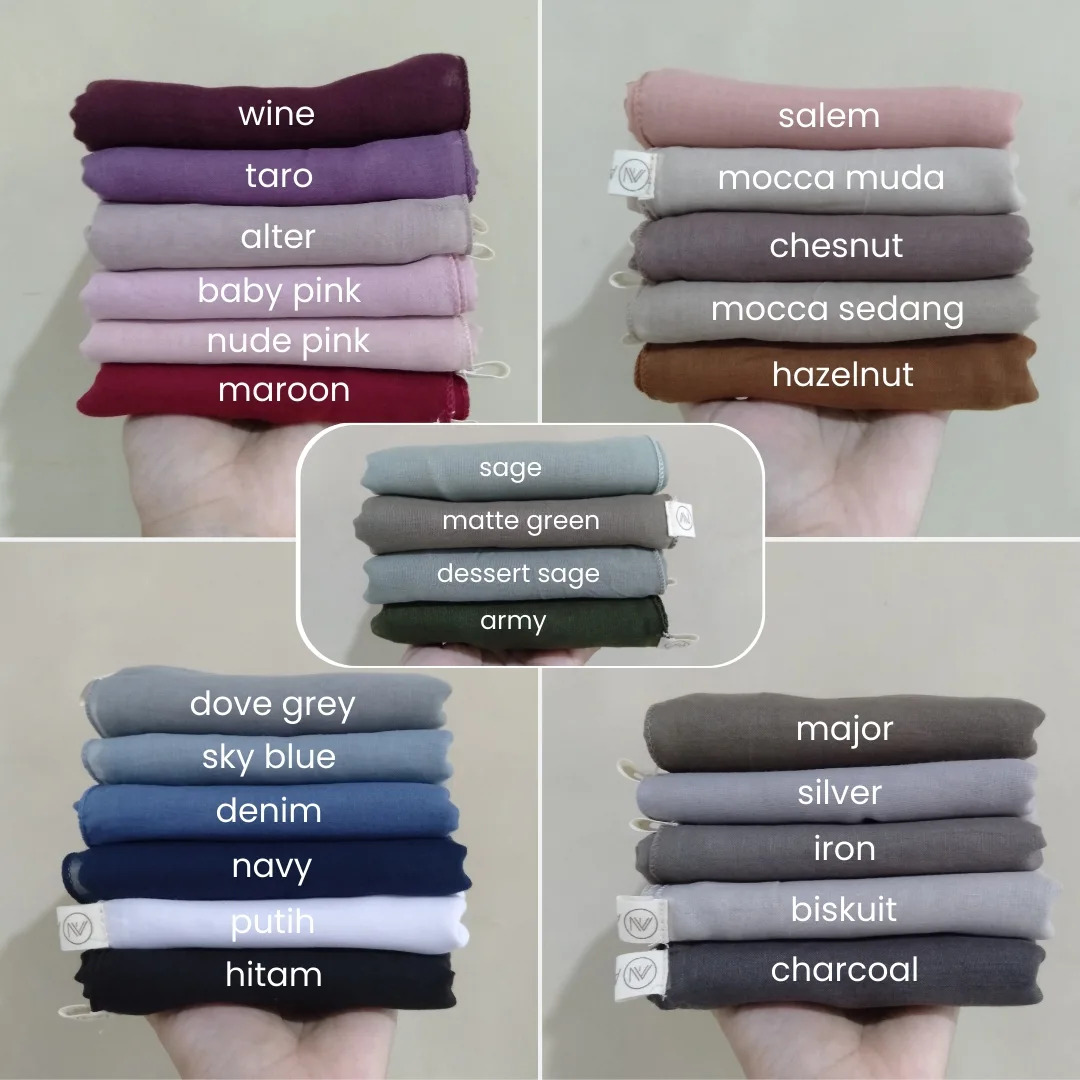 wine
taro
alter
baby pink
nude pink
maroon
salem
mocca muda
chesnut
mocca sedang
hazelnut
sage
matte green
dessert sage
army
dove grey
sky blue
denim
navy
putih
hitam
major
silver
iron
biskuit
charcoal